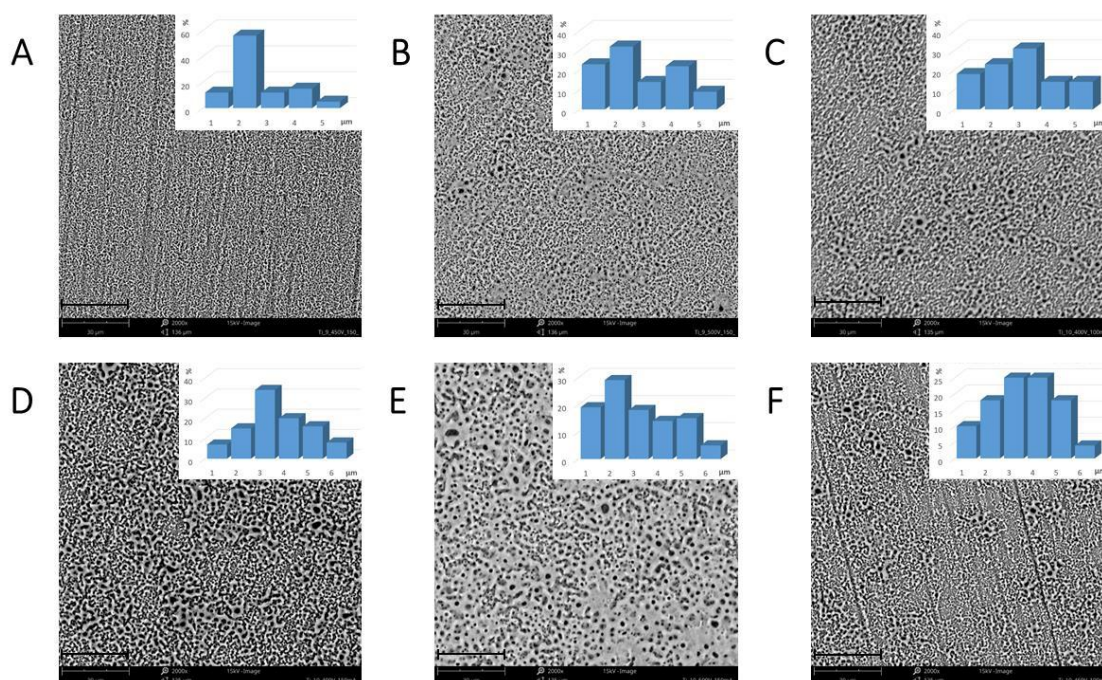 A
%
60
40
20
0
1 2 3 4 5 μm
30 μm 2000x 15kV-Image Ti_9_450V_150_
136 μm
B
%
40
30
20
10
0
1 2 3 4 5 μm
30 μm 2000x 15kV-Image Ti_9_500V_150_
136 μm
C
%
40
30
20
10
0
1 2 3 4 5 μm
30 μm 2000x 15kV-Image Ti_10_400V_100m
135 μm
D
%
40
30
20
10
0
1 2 3 4 5 6 μm
2000x 15kV-Image
E
%
30
20
10
0
1 2 3 4 5 6 μm
2000x 15kV-Image
F
%
25
20
15
10
5
0
1 2 3 4 5 6 μm
2000x 15kV-Image